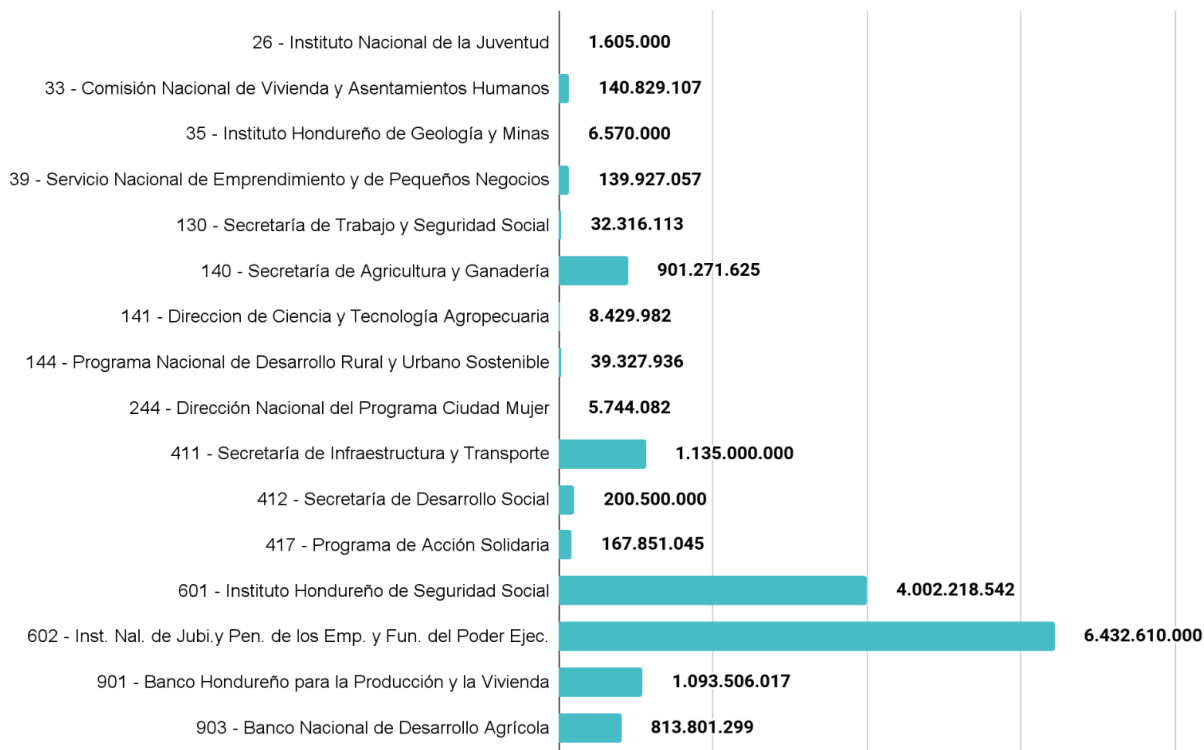 26 - Instituto Nacional de la Juventud 1.605.000
33 - Comisión Nacional de Vivienda y Asentamientos Humanos 140.829.107
35 - Instituto Hondureño de Geología y Minas 6.570.000
39 - Servicio Nacional de Emprendimiento y de Pequeños Negocios 139.927.057
130 - Secretaría de Trabajo y Seguridad Social 32.316.113
140 - Secretaría de Agricultura y Ganadería 901.271.625
141 - Direccion de Ciencia y Tecnología Agropecuaria 8.429.982
144 - Programa Nacional de Desarrollo Rural y Urbano Sostenible 39.327.936
244 - Dirección Nacional del Programa Ciudad Mujer 5.744.082
411 - Secretaría de Infraestructura y Transporte 1.135.000.000
412 - Secretaría de Desarrollo Social 200.500.000
417 - Programa de Acción Solidaria 167.851.045
601 - Instituto Hondureño de Seguridad Social 4.002.218.542
602 - Inst. Nal. de Jubi.y Pen. de los Emp. y Fun. del Poder Ejec. 6.432.610.000
901 - Banco Hondureño para la Producción y la Vivienda 1.093.506.017
903 - Banco Nacional de Desarrollo Agrícola 813.801.299